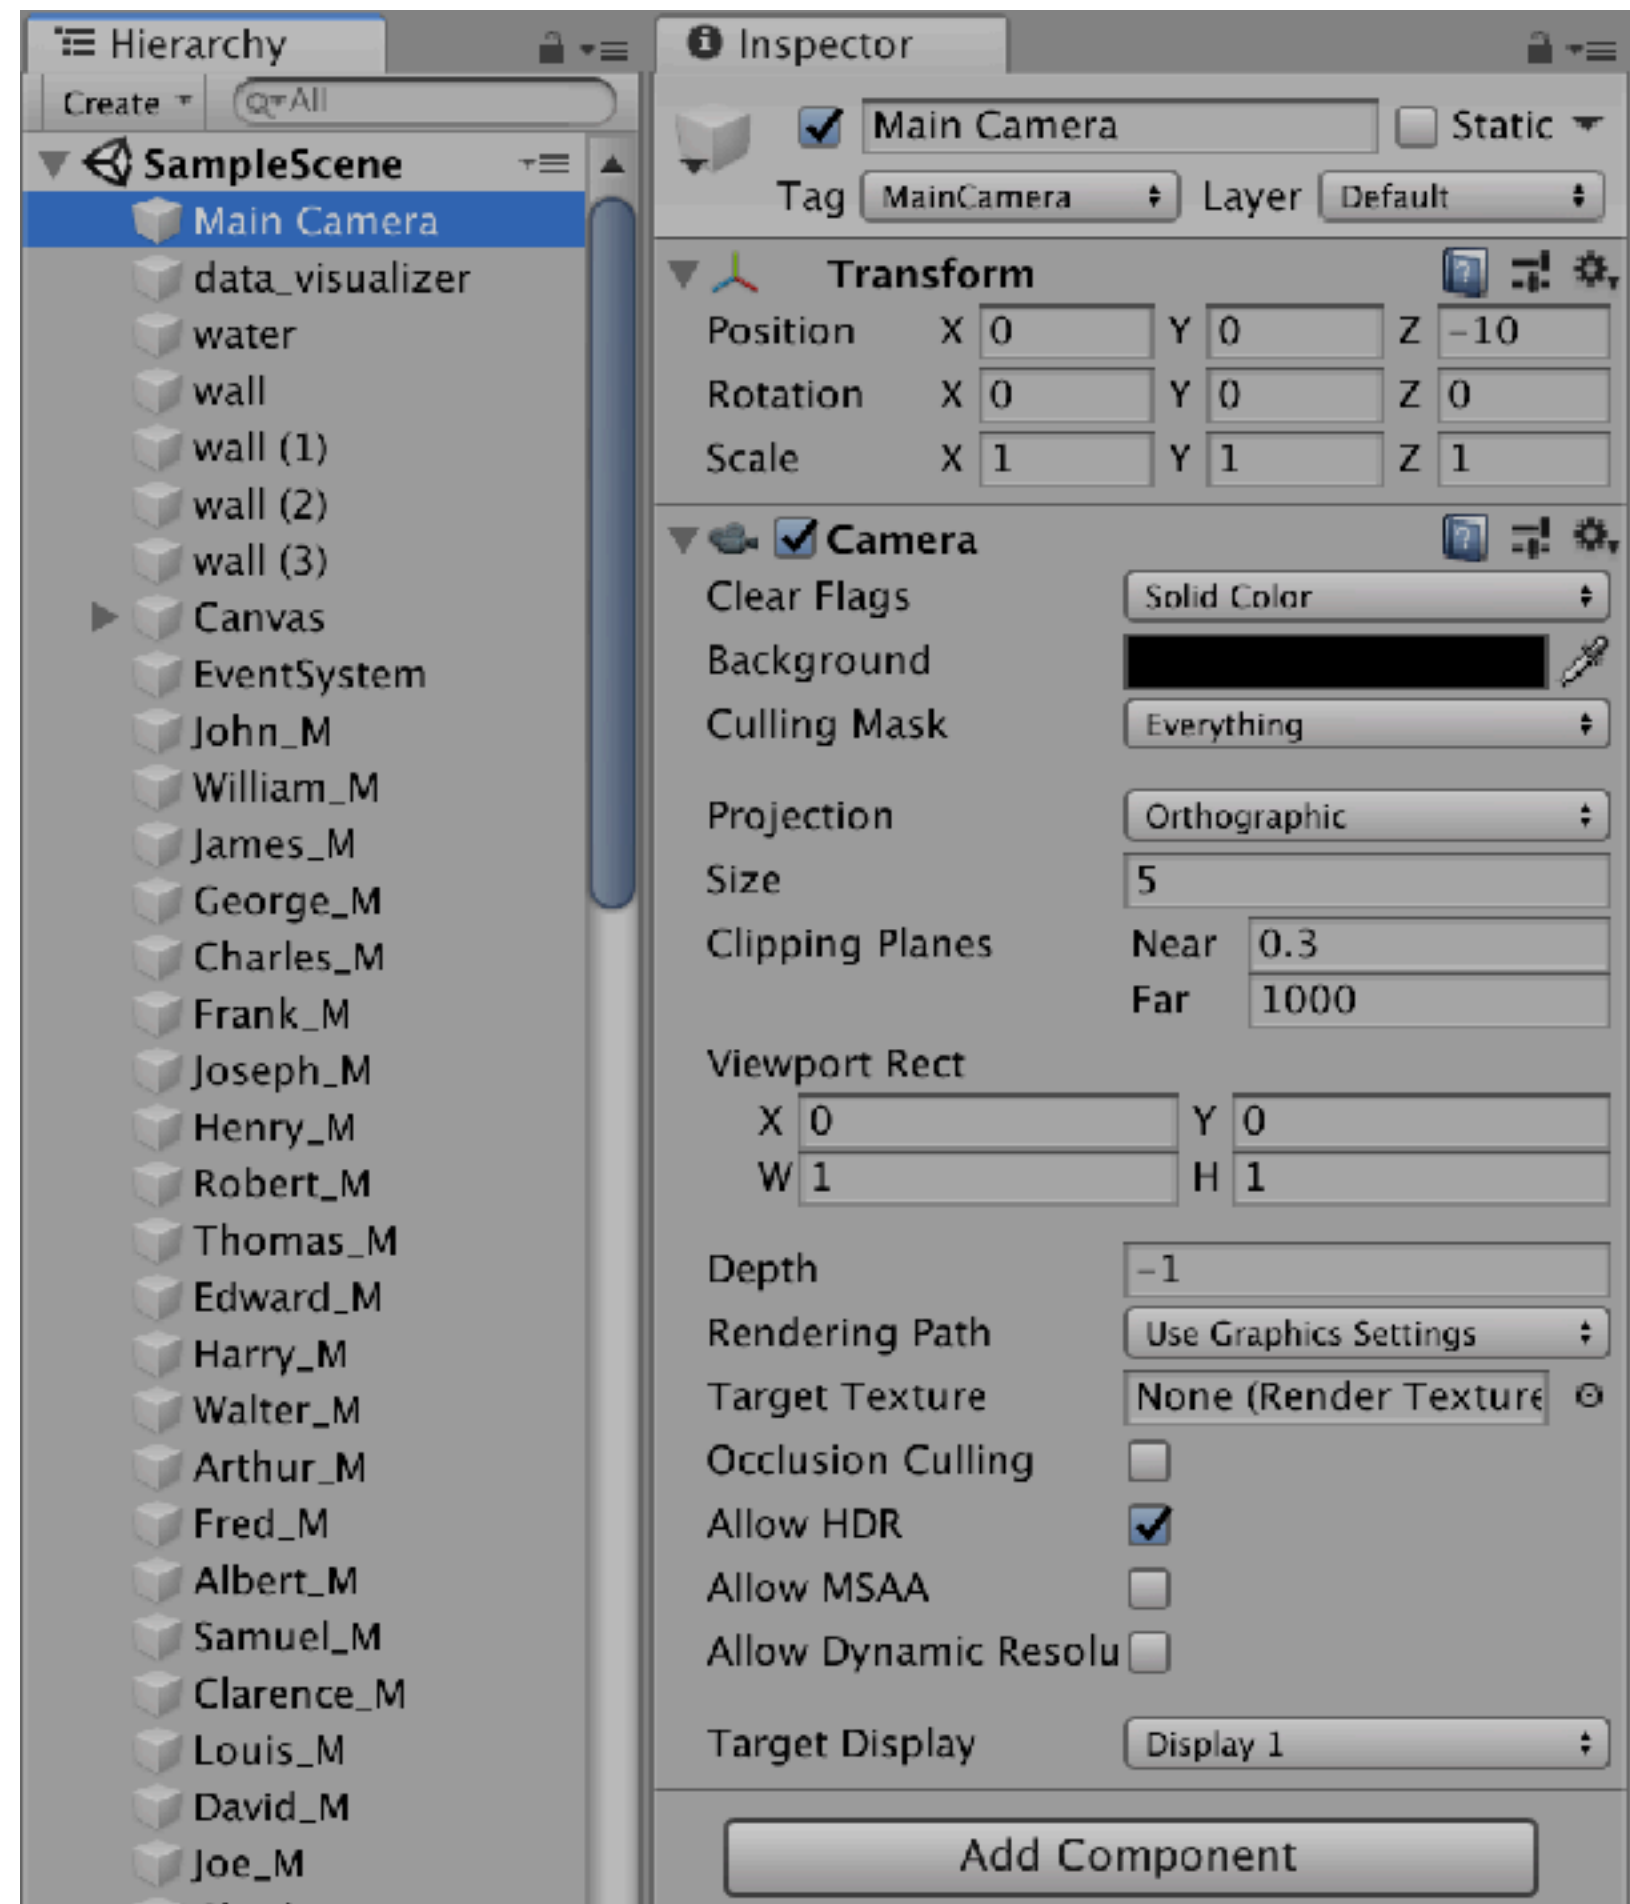 Hierarchy
Create
All
SampleScene
Main Camera
data_visualizer
water
wall
wall (1)
wall (2)
wall (3)
Canvas
EventSystem
John_M
William_M
James_M
George_M
Charles_M
Frank_M
Joseph_M
Henry_M
Robert_M
Thomas_M
Edward_M
Harry_M
Walter_M
Arthur_M
Fred_M
Albert_M
Samuel_M
Clarence_M
Louis_M
David_M
Joe_M
Inspector
Main Camera Static
Tag MainCamera Layer Default
Transform
Position X 0 Y 0 Z -10
Rotation X 0 Y 0 Z 0
Scale X 1 Y 1 Z 1
Camera
Clear Flags Solid Color
Background
Culling Mask Everything
Projection Orthographic
Size 5
Clipping Planes Near 0.3
Far 1000
Viewport Rect
X 0 Y 0
W 1 H 1
Depth -1
Rendering Path Use Graphics Settings
Target Texture None (Render Texture
Occlusion Culling
Allow HDR
Allow MSAA
Allow Dynamic Resolu
Target Display Display 1
Add Component